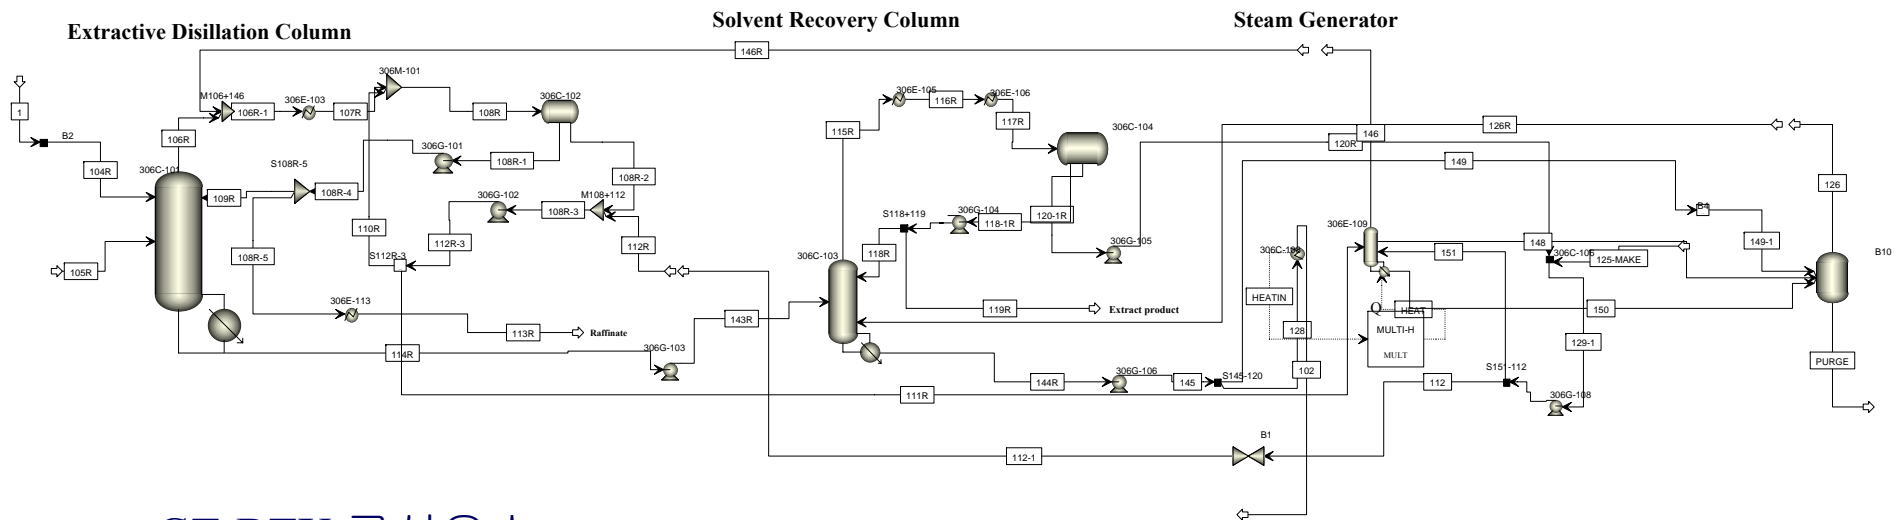 Extractive Disillation Column
Solvent Recovery Column
Steam Generator
146R
1
B2
104R
105R
M106+146
106R-1
306E-103
107R
306M-101
106R
306C-101
108R
306C-102
306G-101
108R-1
S108R-5
109R
108R-4
108R-2
306G-102
108R-3
M108+112
112R
112R-3
110R
S112R-3
108R-5
306E-113
113R
Raffinate
114R
111R
306G-103
143R
115R
306E-105
116R
306E-106
117R
306C-104
S118+119
306G-104
118-1R
120-1R
306G-105
306C-103
118R
119R
Extract product
144R
306G-106
145
S145-120
120R
146
126R
149
126
306E-109
148
151
125-MAKE
149-1
B10
HEATIN
Q
HEAT
MULTI-H
MULT
128
102
150
129-1
PURGE
112
S151-112
306G-108
B1
112-1